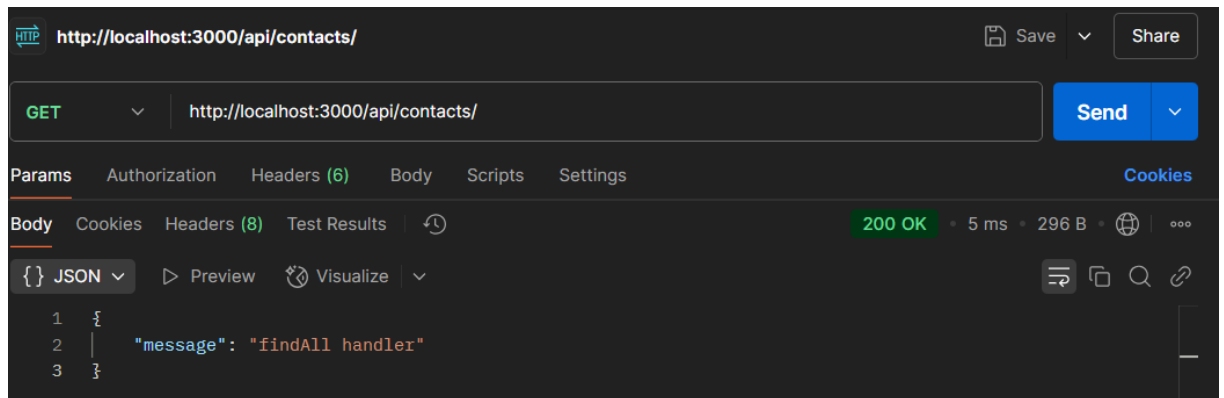 HTTP http://localhost:3000/api/contacts/ Save Share
GET http://localhost:3000/api/contacts/ Send
Params Authorization Headers (6) Body Scripts Settings Cookies
Body Cookies Headers (8) Test Results 200 OK • 5 ms • 296 B •
{} JSON Preview Visualize
1 {
2 "message": "findAll handler"
3 }